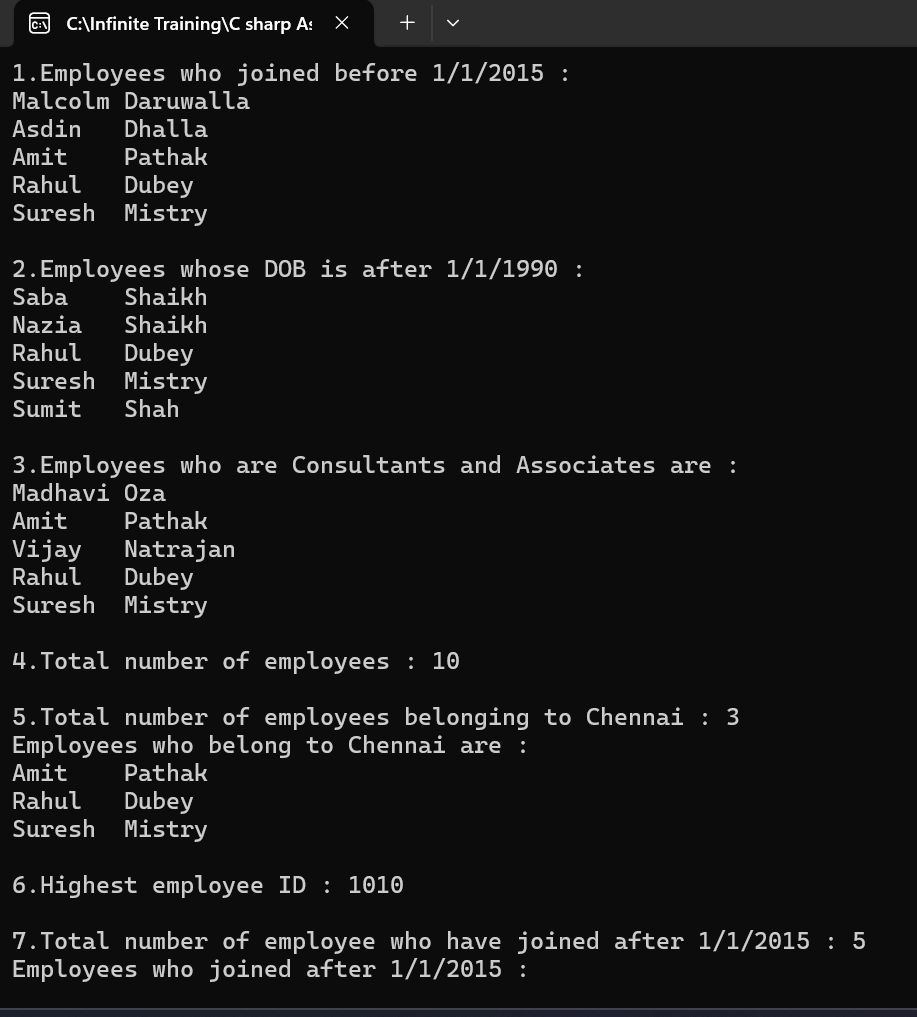 C:\Infinite Training\C sharp As
1.Employees who joined before 1/1/2015 :
Malcolm Daruwalla
Asdin   Dhalla
Amit    Pathak
Rahul   Dubey
Suresh  Mistry
2.Employees whose DOB is after 1/1/1990 :
Saba    Shaikh
Nazia   Shaikh
Rahul   Dubey
Suresh  Mistry
Sumit   Shah
3.Employees who are Consultants and Associates are :
Madhavi Oza
Amit    Pathak
Vijay   Natrajan
Rahul   Dubey
Suresh  Mistry
4.Total number of employees : 10
5.Total number of employees belonging to Chennai : 3
Employees who belong to Chennai are :
Amit    Pathak
Rahul   Dubey
Suresh  Mistry
6.Highest employee ID : 1010
7.Total number of employee who have joined after 1/1/2015 : 5
Employees who joined after 1/1/2015 :